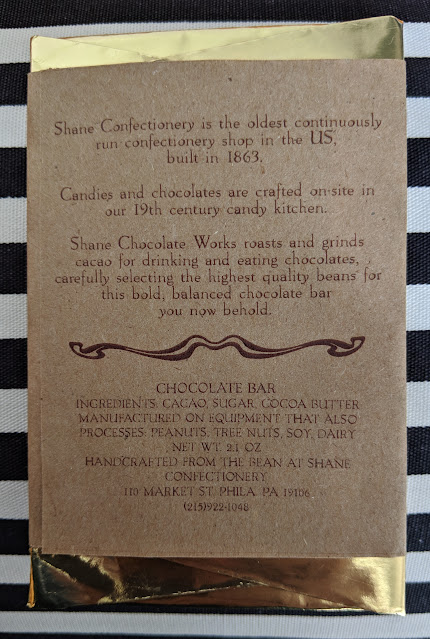 Shane Confectionery is the oldest continuously
run confectionery shop in the US,
built in 1863.
Candies and chocolates are crafted on-site in
our 19th century candy kitchen.
Shane Chocolate Works roasts and grinds
cacao for drinking and eating chocolates,
carefully selecting the highest quality beans for
this bold, balanced chocolate bar
you now behold.
CHOCOLATE BAR
INGREDIENTS: CACAO, SUGAR, COCOA BUTTER
MANUFACTURED ON EQUIPMENT THAT ALSO
PROCESSES: PEANUTS, TREE NUTS, SOY, DAIRY
NET WT 2.1 OZ
HANDCRAFTED FROM THE BEAN AT SHANE
CONFECTIONERY
110 MARKET ST. PHILA. PA 19106
(215)922-1048